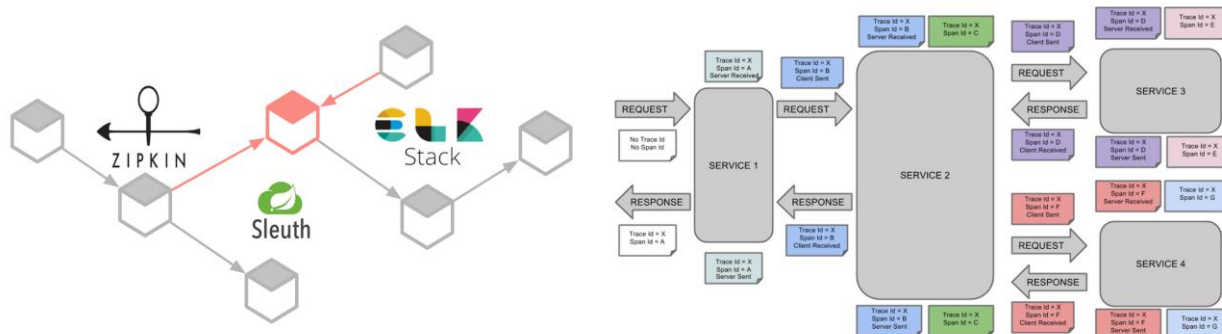 ZIPKIN
Sleuth
ELK
Stack
REQUEST
No Trace Id
No Span Id
RESPONSE
Trace Id = X
Span Id = A
Trace Id = X
Span Id = A
Server Received
SERVICE 1
Trace Id = X
Span Id = A
Server Sent
Trace Id = X
Span Id = B
Client Sent
REQUEST
RESPONSE
Trace Id = X
Span Id = B
Client Received
Trace Id = X
Span Id = B
Server Received
Trace Id = X
Span Id = C
SERVICE 2
Trace Id = X
Span Id = B
Server Sent
Trace Id = X
Span Id = C
Trace Id = X
Span Id = D
Client Sent
REQUEST
RESPONSE
Trace Id = X
Span Id = D
Client Received
Trace Id = X
Span Id = D
Server Received
Trace Id = X
Span Id = E
SERVICE 3
Trace Id = X
Span Id = D
Server Sent
Trace Id = X
Span Id = E
Trace Id = X
Span Id = F
Client Sent
REQUEST
RESPONSE
Trace Id = X
Span Id = F
Client Received
Trace Id = X
Span Id = F
Server Received
Trace Id = X
Span Id = G
SERVICE 4
Trace Id = X
Span Id = F
Server Sent
Trace Id = X
Span Id = G